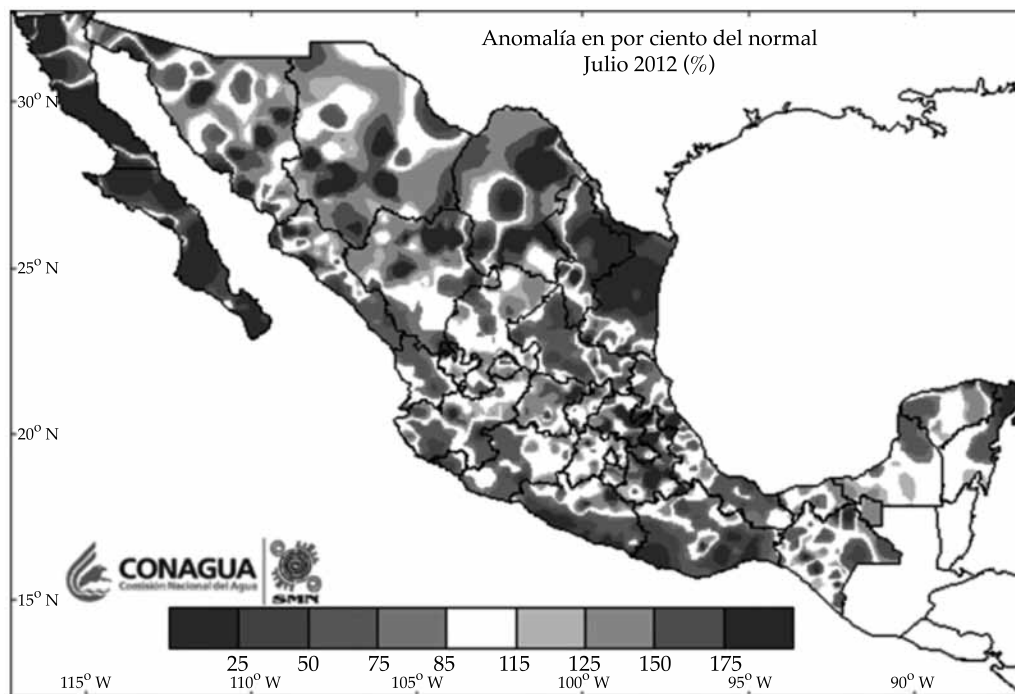 Anomalía en por ciento del normal
Julio 2012 (%)
30° N
25° N
20° N
15° N
CONAGUA
Comisión Nacional del Agua
SMN
25 50 75 85 115 125 150 175
115° W 110° W 105° W 100° W 95° W 90° W